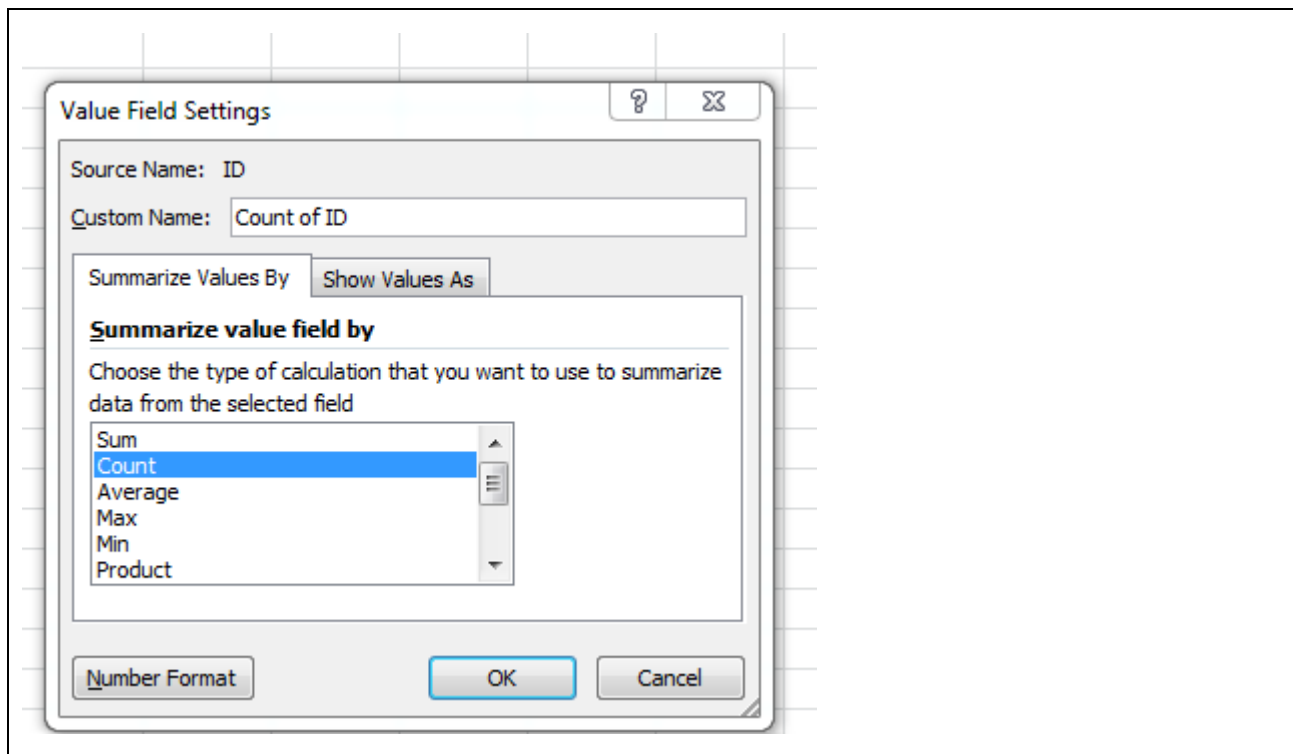 Value Field Settings
Source Name: ID
Custom Name: Count of ID
Summarize Values By Show Values As
Summarize value field by
Choose the type of calculation that you want to use to summarize
data from the selected field
Sum
Count
Average
Max
Min
Product
Number Format OK Cancel